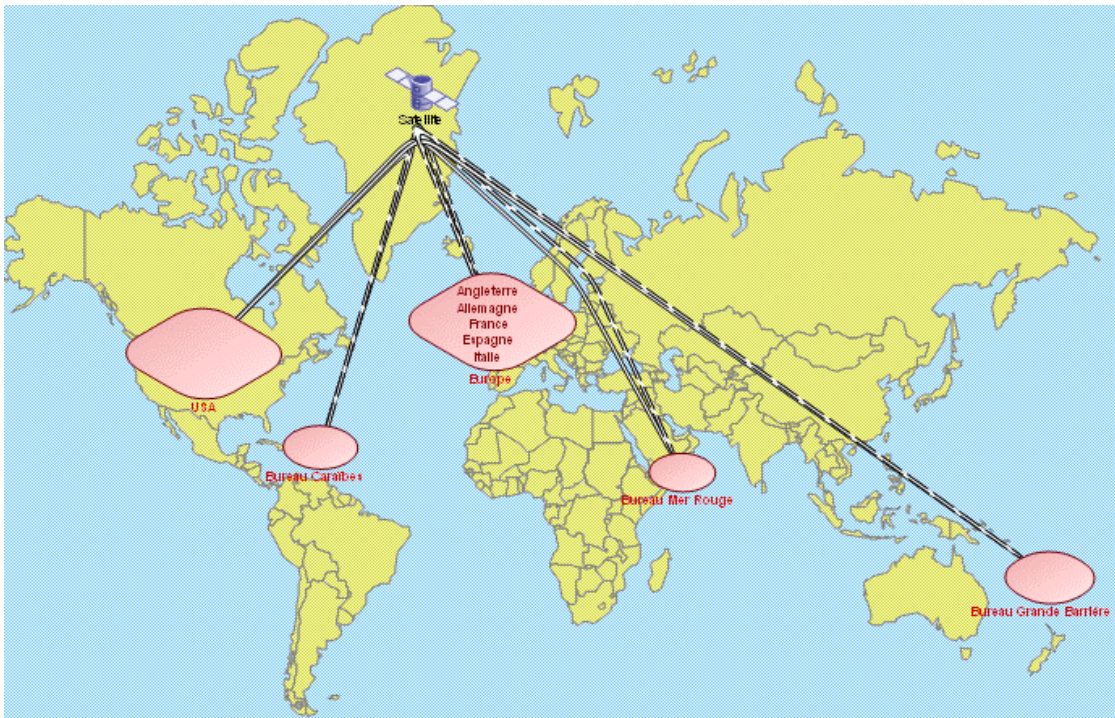 Satellite
Angleterre
Allemagne
France
Espagne
Italie
Europe
USA
Bureau Caraïbes
Bureau Mer Rouge
Bureau Grande Barrière